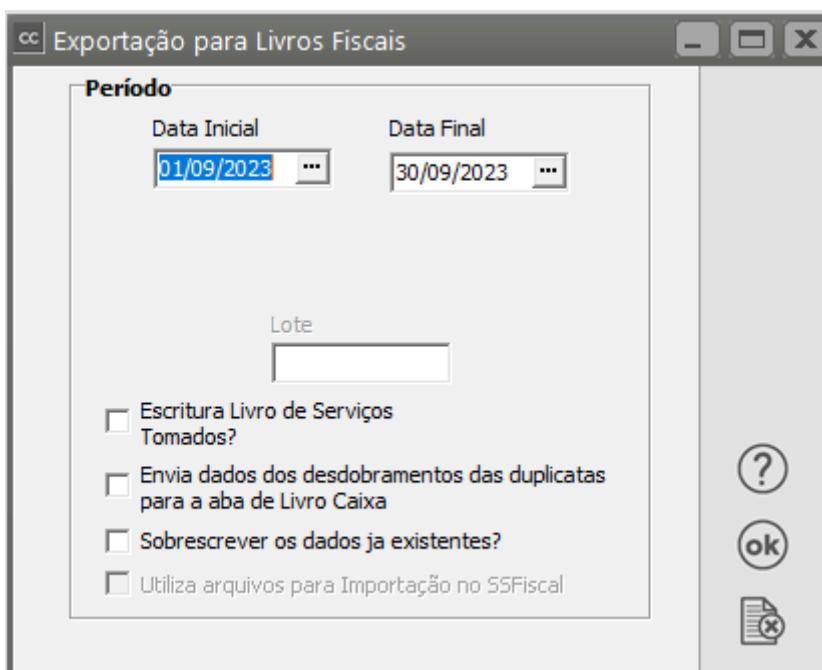 cc Exportação para Livros Fiscais
Período
Data Inicial Data Final
01/09/2023 ... 30/09/2023 ...
Lote
Escritura Livro de Serviços
Tomados?
Envia dados dos desdobramentos das duplicatas
para a aba de Livro Caixa
Sobrescrever os dados ja existentes?
Utiliza arquivos para Importação no SSFiscal
?
ok